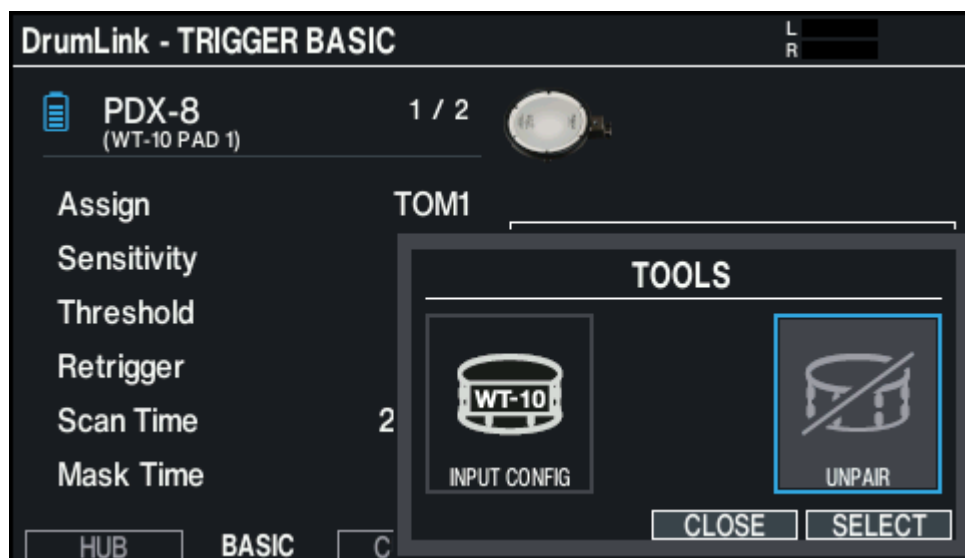 DrumLink - TRIGGER BASIC
L
R
PDX-8 1 / 2
(WT-10 PAD 1)
Assign TOM1
Sensitivity
Threshold
Retrigger
Scan Time 2
Mask Time
TOOLS
WT-10
INPUT CONFIG UNPAIR
CLOSE SELECT
HUB BASIC C